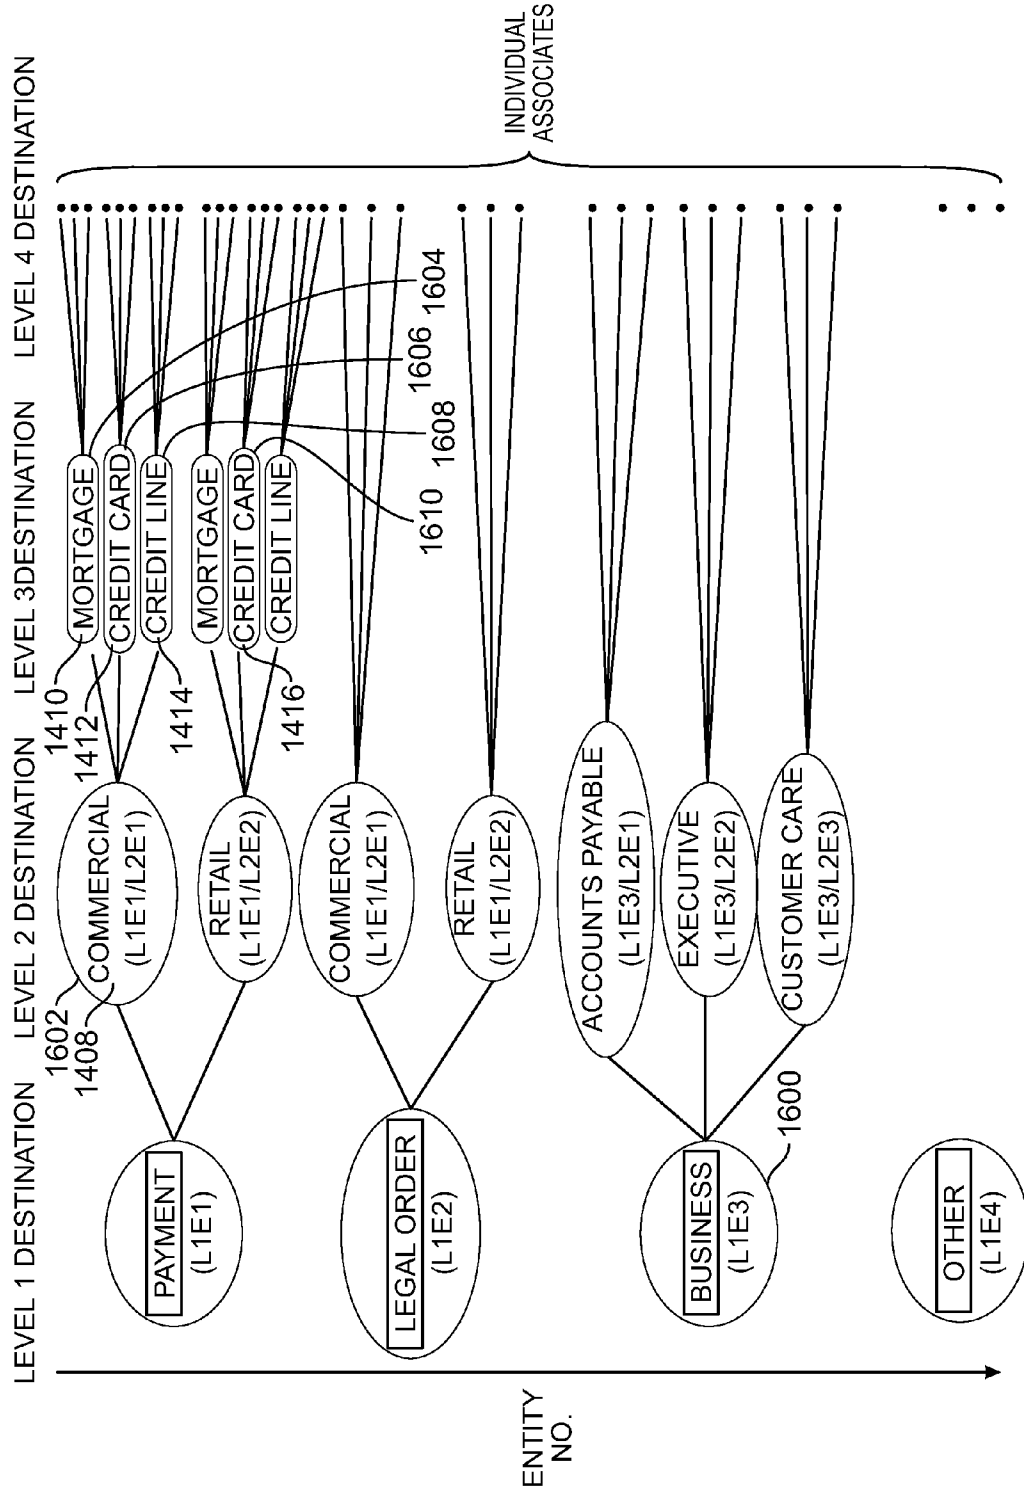 LEVEL 1 DESTINATION
LEVEL 2 DESTINATION
LEVEL 3DESTINATION
LEVEL 4 DESTINATION
ENTITY
NO.
PAYMENT
(L1E1)
LEGAL ORDER
(L1E2)
BUSINESS
(L1E3)
1600
OTHER
(L1E4)
1602
1408
COMMERCIAL
(L1E1/L2E1)
RETAIL
(L1E1/L2E2)
COMMERCIAL
(L1E1/L2E1)
RETAIL
(L1E1/L2E2)
ACCOUNTS PAYABLE
(L1E3/L2E1)
EXECUTIVE
(L1E3/L2E2)
CUSTOMER CARE
(L1E3/L2E3)
1410
1412
1414
1416
MORTGAGE
CREDIT CARD
CREDIT LINE
MORTGAGE
CREDIT CARD
CREDIT LINE
1604
1606
1608
1610
INDIVIDUAL
ASSOCIATES